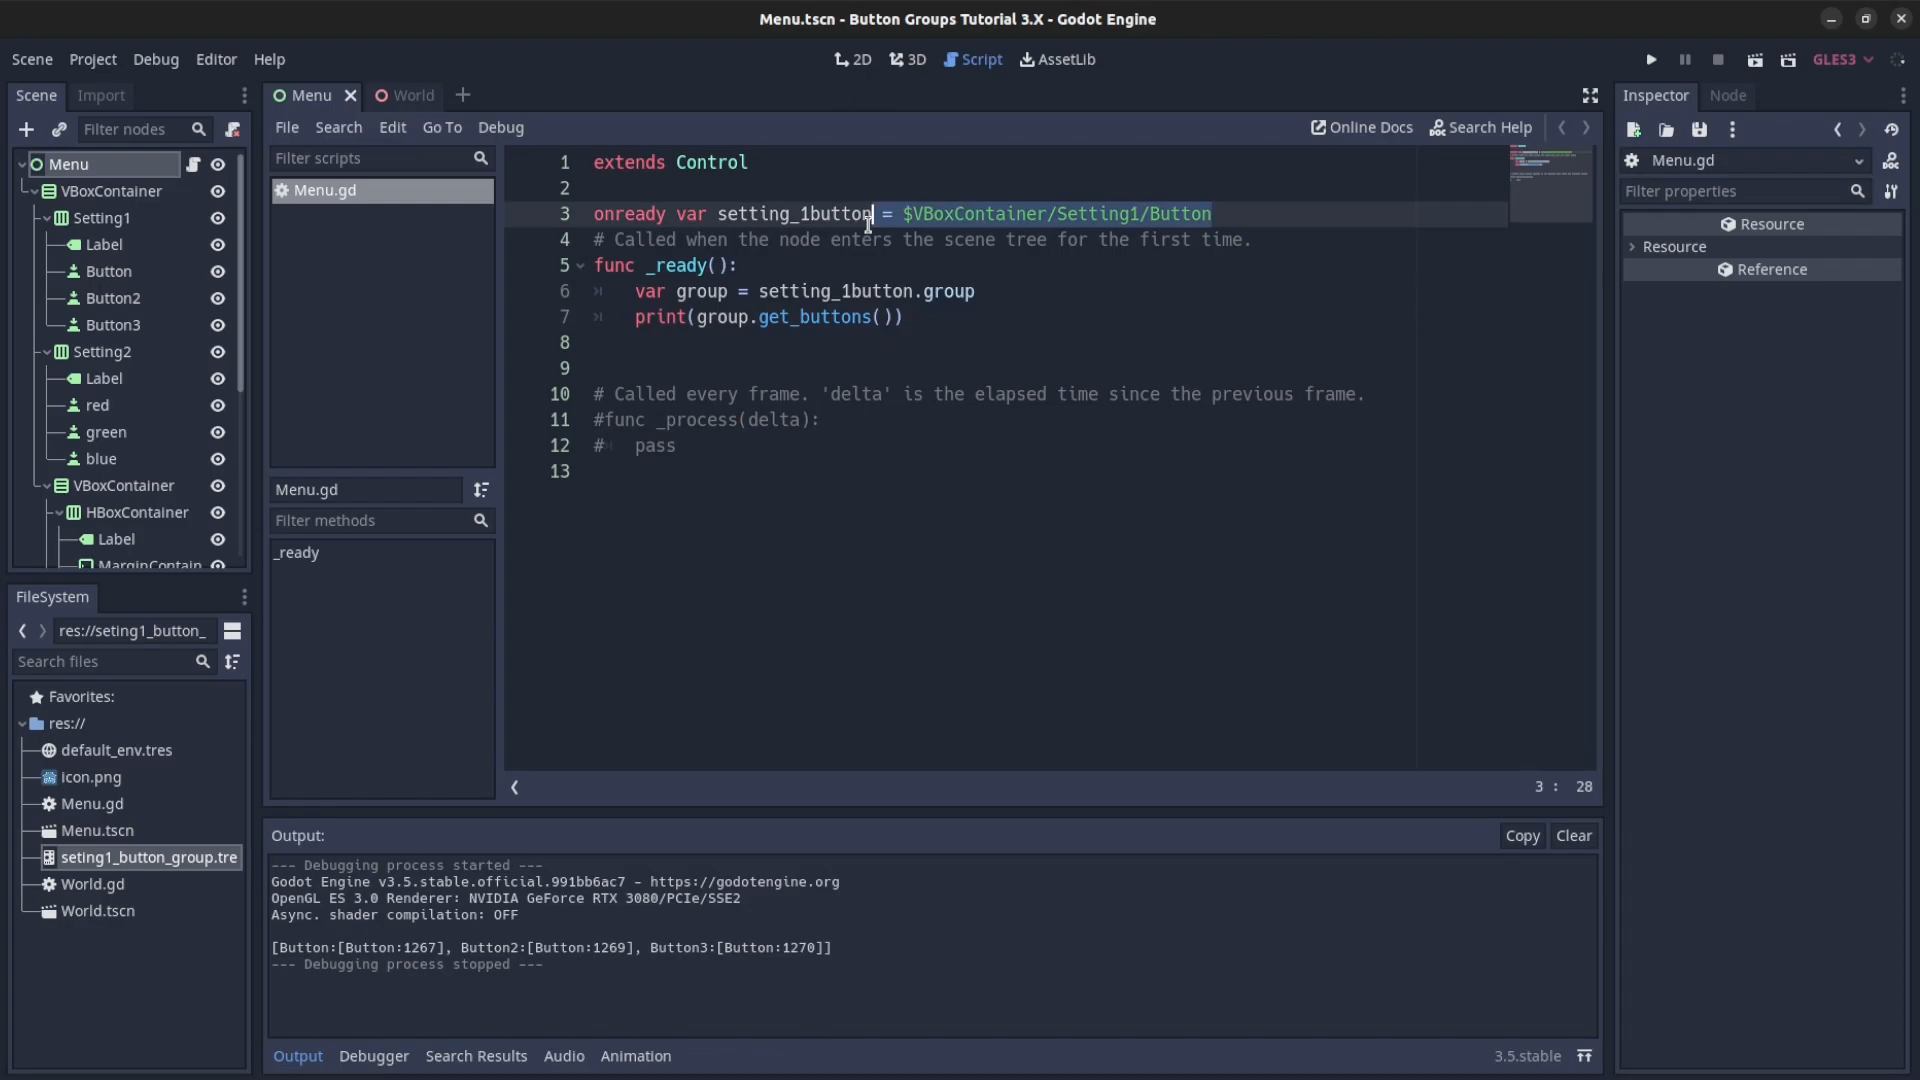 Menu.tscn - Button Groups Tutorial 3.X - Godot Engine
Scene Project Debug Editor Help
2D 3D Script AssetLib
GLES3
Scene Import
Filter nodes
Menu
VBoxContainer
Setting1
Label
Button
Button2
Button3
Setting2
Label
red
green
blue
VBoxContainer
HBoxContainer
Label
MarginContain
FileSystem
res://seting1_button_
Search files
Favorites:
res://
default_env.tres
icon.png
Menu.gd
Menu.tscn
seting1_button_group.tre
World.gd
World.tscn
Menu World
File Search Edit Go To Debug
Online Docs Search Help
Filter scripts
Menu.gd
Menu.gd
Filter methods
_ready
1 extends Control
2
3 onready var setting_1button = $VBoxContainer/Setting1/Button
4 # Called when the node enters the scene tree for the first time.
5 func _ready():
6 var group = setting_1button.group
7 print(group.get_buttons())
8
9
10 # Called every frame. 'delta' is the elapsed time since the previous frame.
11 #func _process(delta):
12 # pass
13
3 : 28
Output:
Copy Clear
--- Debugging process started ---
Godot Engine v3.5.stable.official.991bb6ac7 - https://godotengine.org
OpenGL ES 3.0 Renderer: NVIDIA GeForce RTX 3080/PCIe/SSE2
Async. shader compilation: OFF
[Button:[Button:1267], Button2:[Button:1269], Button3:[Button:1270]]
--- Debugging process stopped ---
Output Debugger Search Results Audio Animation
3.5.stable
Inspector Node
Menu.gd
Filter properties
Resource
Resource
Reference